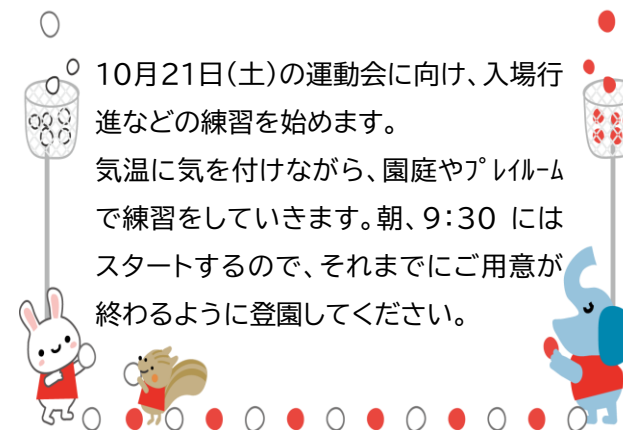 10月21日(土)の運動会に向け、入場行
進などの練習を始めます。
気温に気を付けながら、園庭やﾌﾟﾚｲﾙｰﾑ
で練習をしていきます。朝、9:30 には
スタートするので、それまでにご用意が
終わるように登園してください。